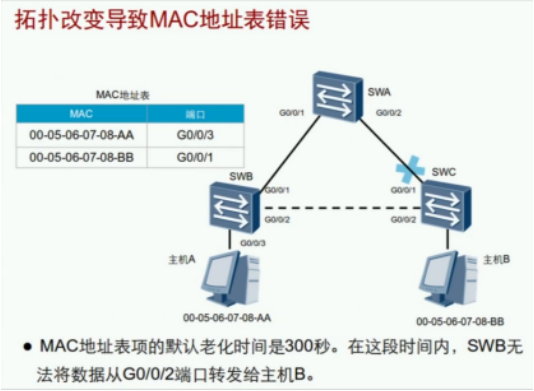 拓扑改变导致MAC地址表错误
MAC地址表
MAC 端口
00-05-06-07-08-AA G0/0/3
00-05-06-07-08-BB G0/0/1
SWA
G0/0/1 G0/0/2
SWB SWC
G0/0/1 G0/0/1
G0/0/2 G0/0/2
G0/0/3
主机A 主机B
00-05-06-07-08-AA 00-05-06-07-08-BB
● MAC地址表项的默认老化时间是300秒。在这段时间内，SWB无
法将数据从G0/0/2端口转发给主机B。